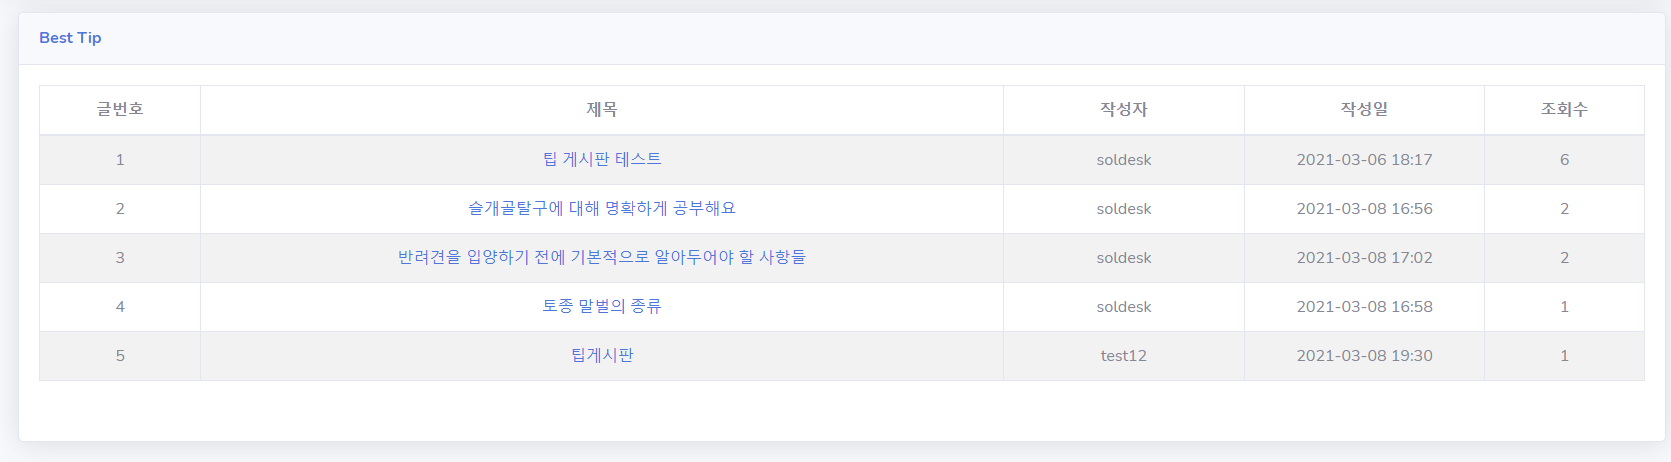 Best Tip
글번호 제목 작성자 작성일 조회수
1 팁 게시판 테스트 soldesk 2021-03-06 18:17 6
2 슬개골탈구에 대해 명확하게 공부해요 soldesk 2021-03-08 16:56 2
3 반려견을 입양하기 전에 기본적으로 알아두어야 할 사항들 soldesk 2021-03-08 17:02 2
4 토종 말벌의 종류 soldesk 2021-03-08 16:58 1
5 팁게시판 test12 2021-03-08 19:30 1